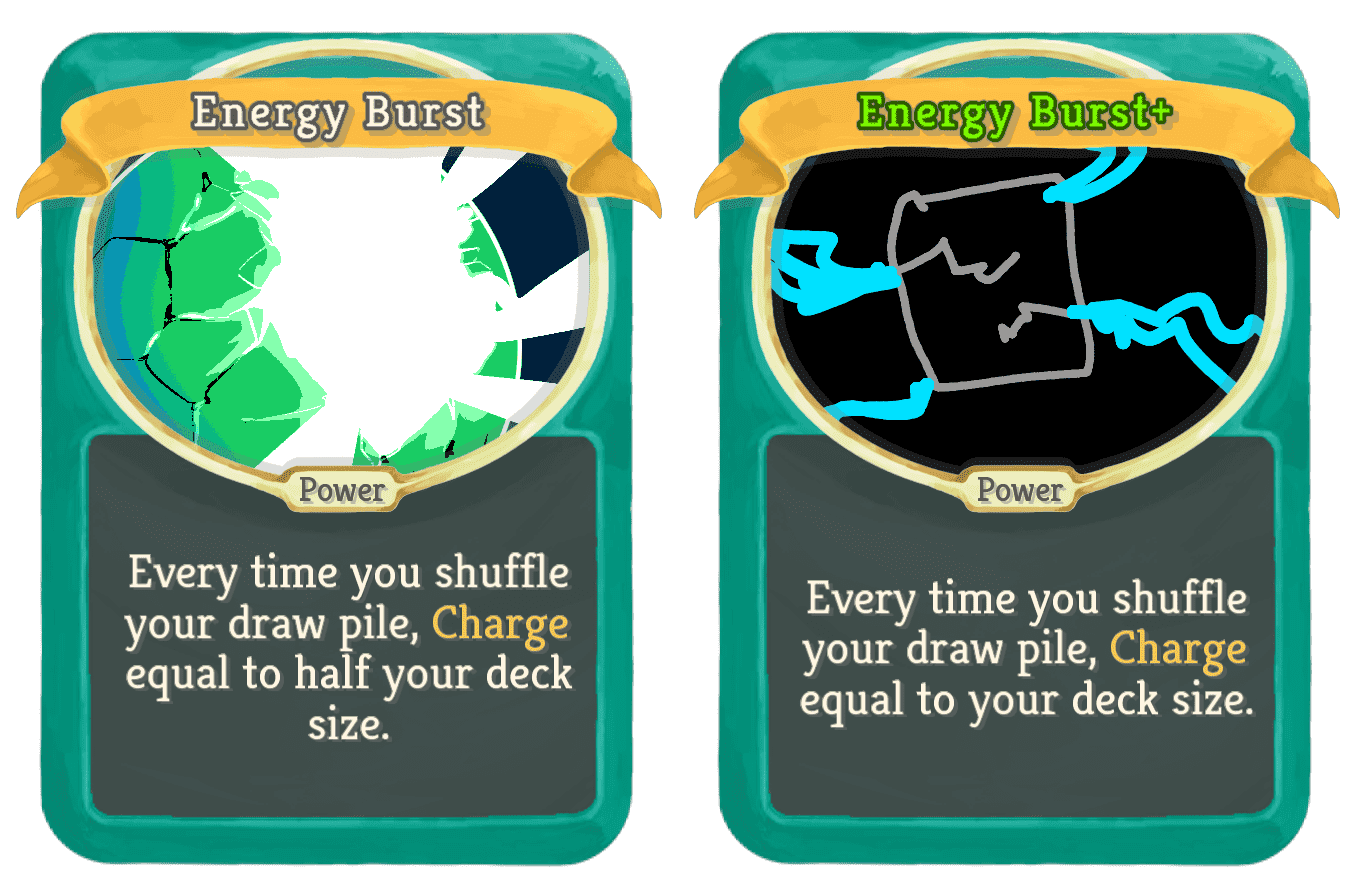 Energy Burst
Power
Every time you shuffle
your draw pile, Charge
equal to half your deck
size.
Energy Burst+
Power
Every time you shuffle
your draw pile, Charge
equal to your deck size.